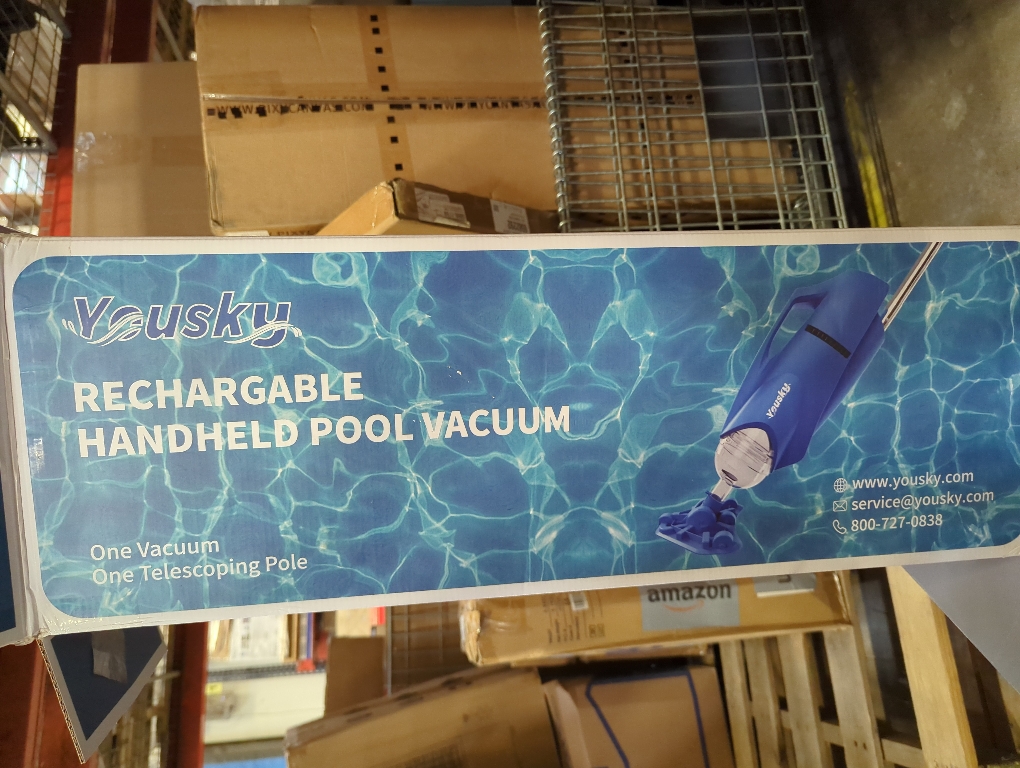 Yousky
RECHARGABLE
HANDHELD POOL VACUUM
One Vacuum
One Telescoping Pole
Yousky
www.yousky.com
service@yousky.com
800-727-0838
amazon